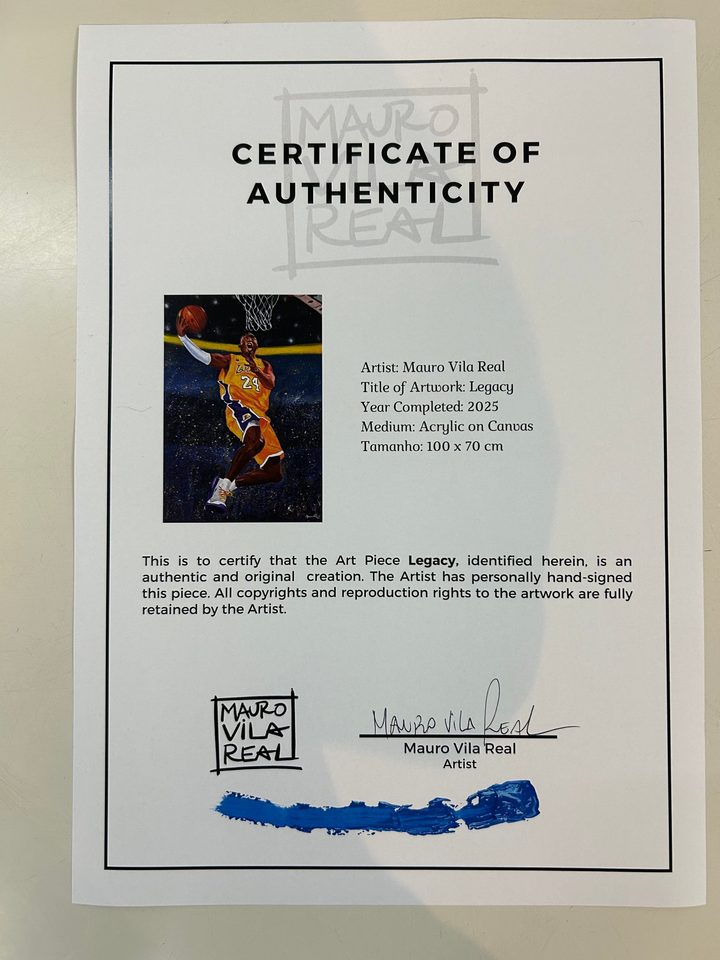 MAURO
VILA
REAL
CERTIFICATE OF
AUTHENTICITY
24
Artist: Mauro Vila Real
Title of Artwork: Legacy
Year Completed: 2025
Medium: Acrylic on Canvas
Tamanho: 100 x 70 cm
This is to certify that the Art Piece Legacy, identified herein, is an
authentic and original creation. The Artist has personally hand-signed
this piece. All copyrights and reproduction rights to the artwork are fully
retained by the Artist.
MAURO
ViLA
REAL
MAURO VILA REAL
Mauro Vila Real
Artist